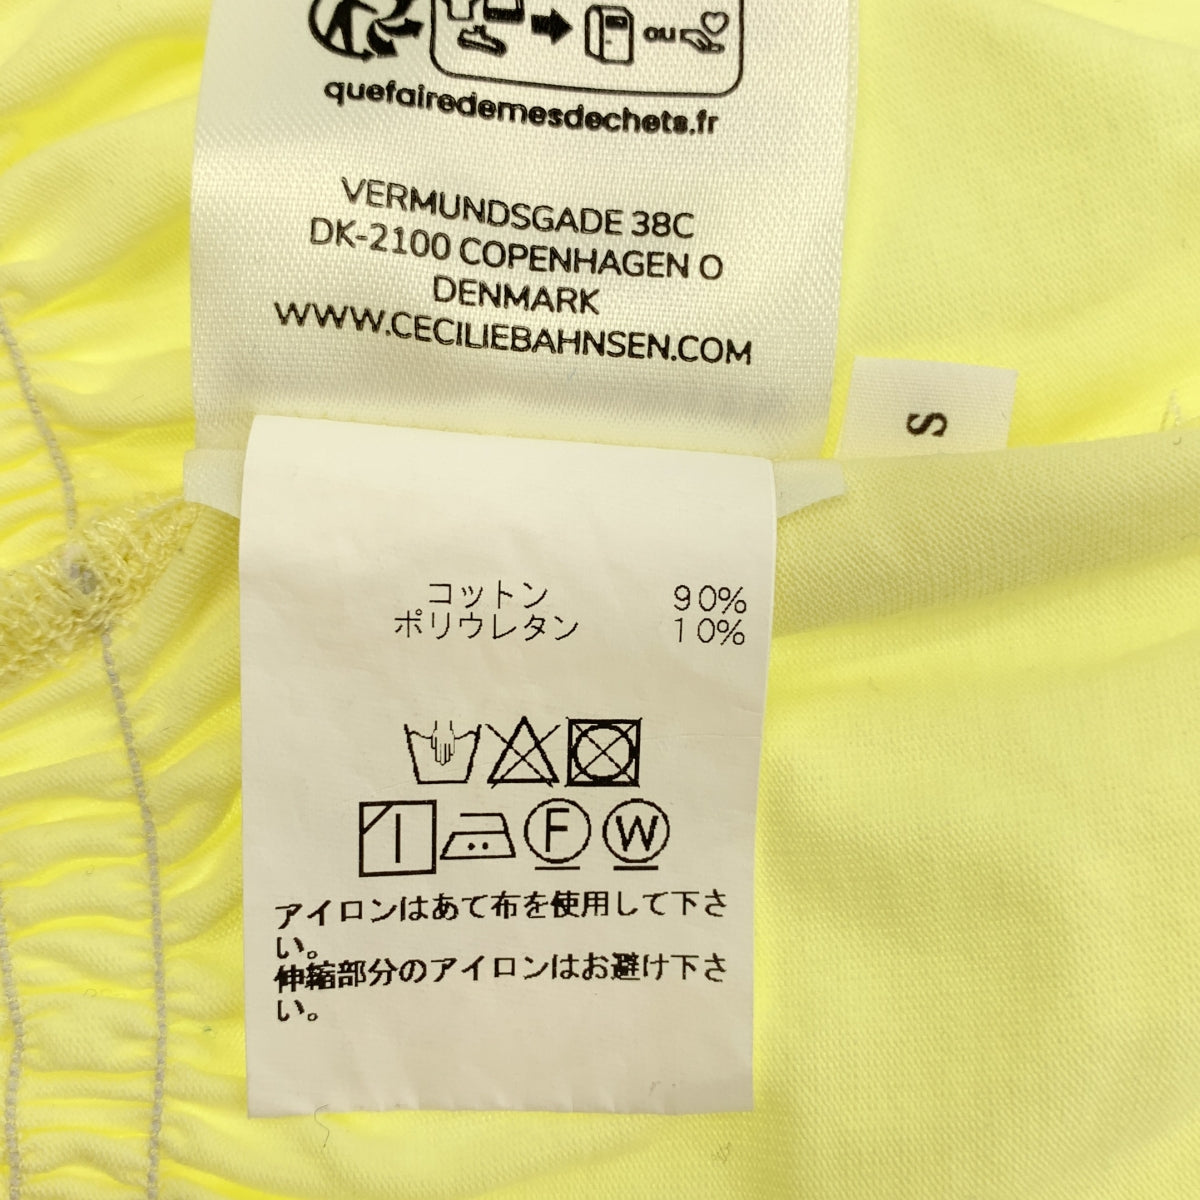 ou
quefairedemesdechets.fr
VERMUNDSGADE 38C
DK-2100 COPENHAGEN O
DENMARK
WWW.CECILIEBAHNSEN.COM
S
コットン 90%
ポリウレタン 10%
F W
アイロンはあて布を使用して下さ
い。
伸縮部分のアイロンはお避け下さ
い。